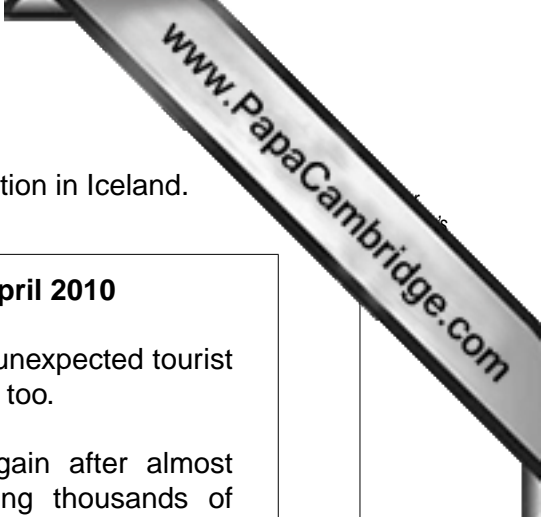 www.PapaCambridge.com
tion in Iceland.
pril 2010
unexpected tourist
too.
gain after almost
ng thousands of